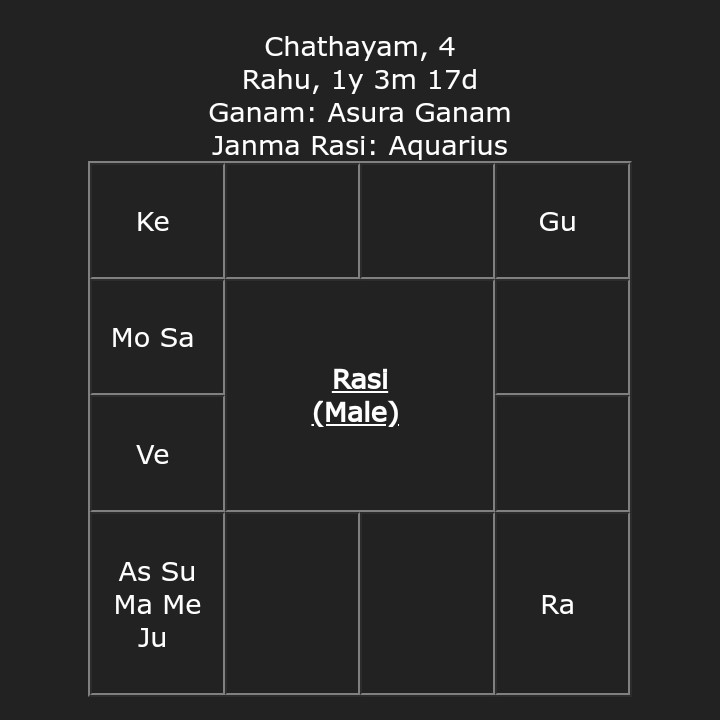 Chathayam, 4
Rahu, 1y 3m 17d
Ganam: Asura Ganam
Janma Rasi: Aquarius
Ke
Gu
Mo Sa
Rasi
(Male)
Ve
As Su
Ma Me
Ju
Ra